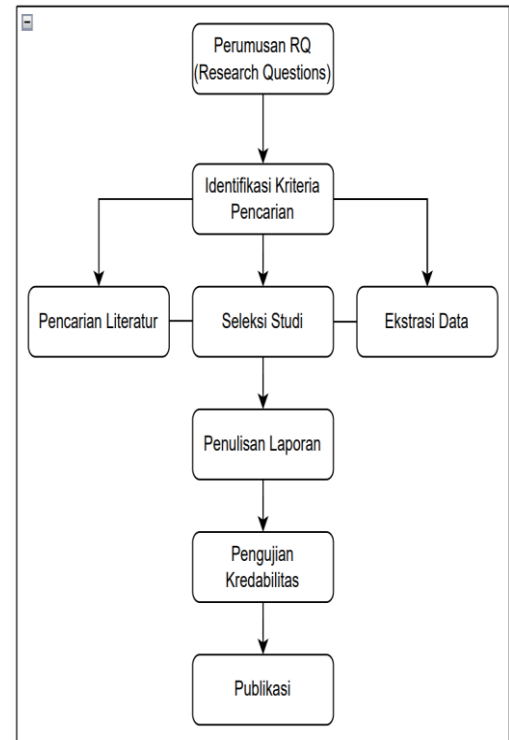 Perumusan RQ
(Research Questions)
Identifikasi Kriteria
Pencarian
Pencarian Literatur
Seleksi Studi
Ekstrasi Data
Penulisan Laporan
Pengujian
Kredabilitas
Publikasi